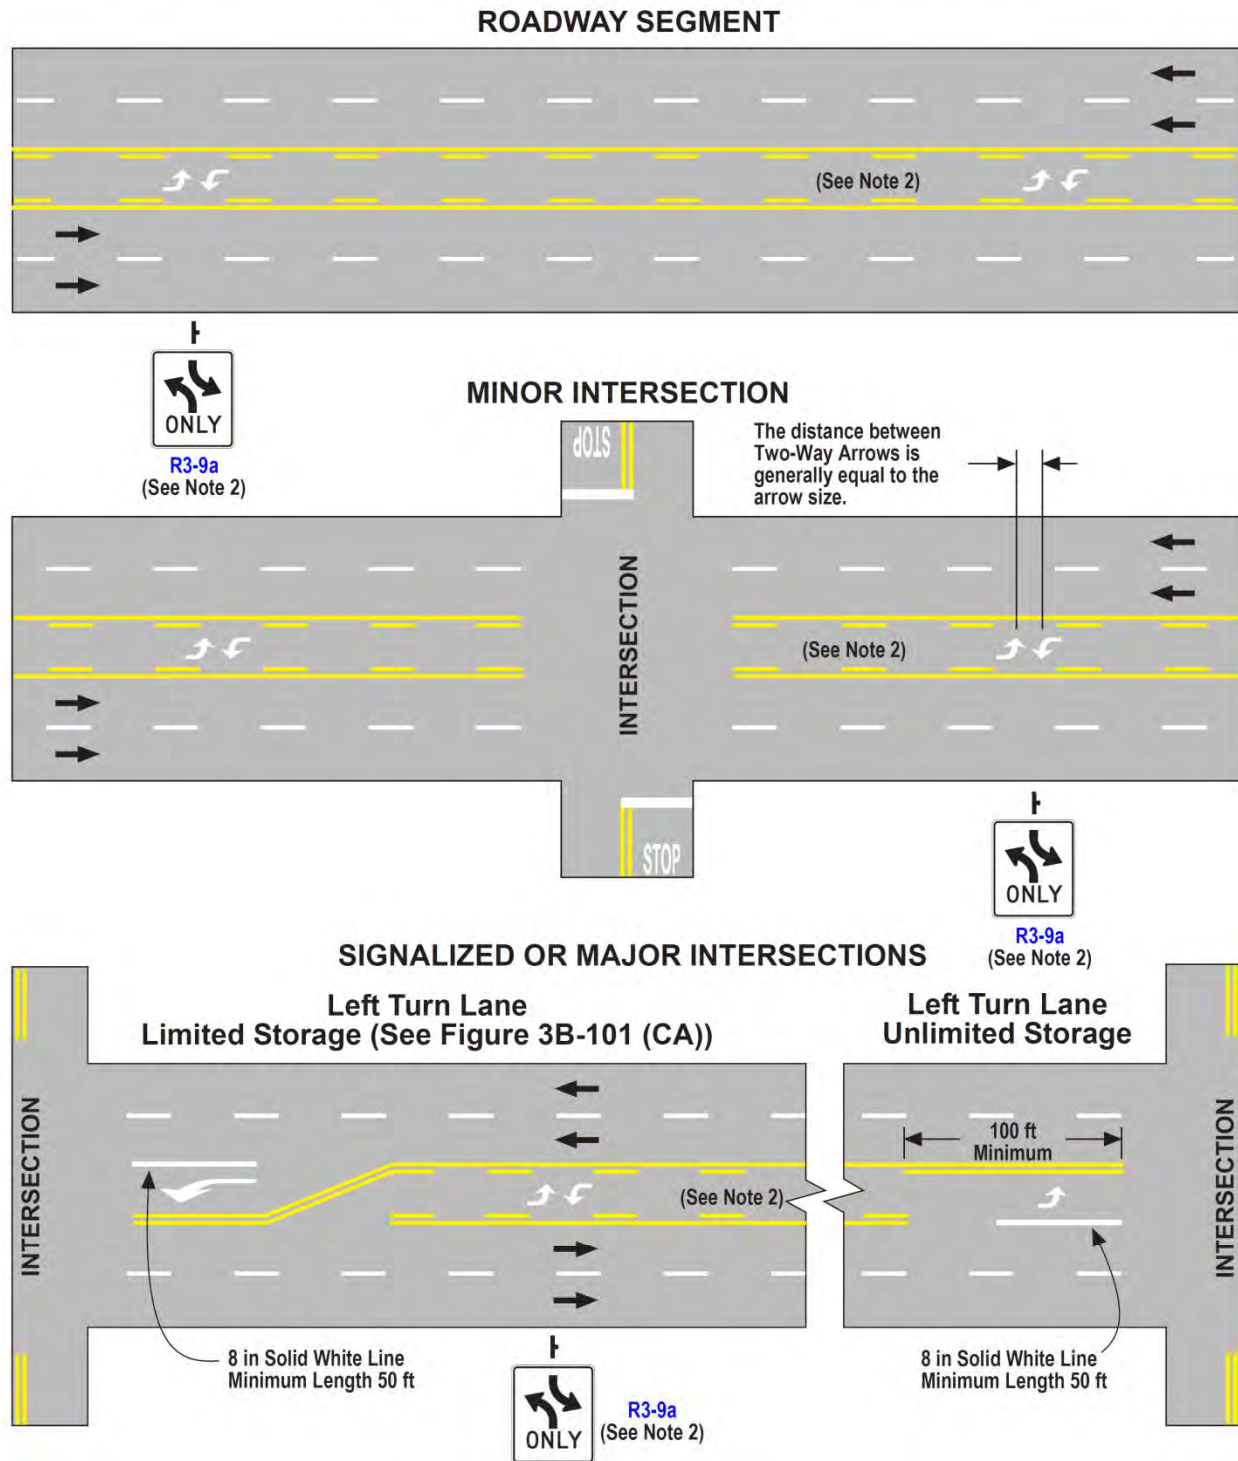 ROADWAY SEGMENT
(See Note 2)
ONLY
R3-9a
(See Note 2)
MINOR INTERSECTION
STOP
The distance between
Two-Way Arrows is
generally equal to the
arrow size.
INTERSECTION
(See Note 2)
STOP
ONLY
R3-9a
(See Note 2)
SIGNALIZED OR MAJOR INTERSECTIONS
Left Turn Lane
Limited Storage (See Figure 3B-101 (CA))
Left Turn Lane
Unlimited Storage
INTERSECTION
100 ft
Minimum
(See Note 2)
INTERSECTION
8 in Solid White Line
Minimum Length 50 ft
8 in Solid White Line
Minimum Length 50 ft
ONLY
R3-9a
(See Note 2)